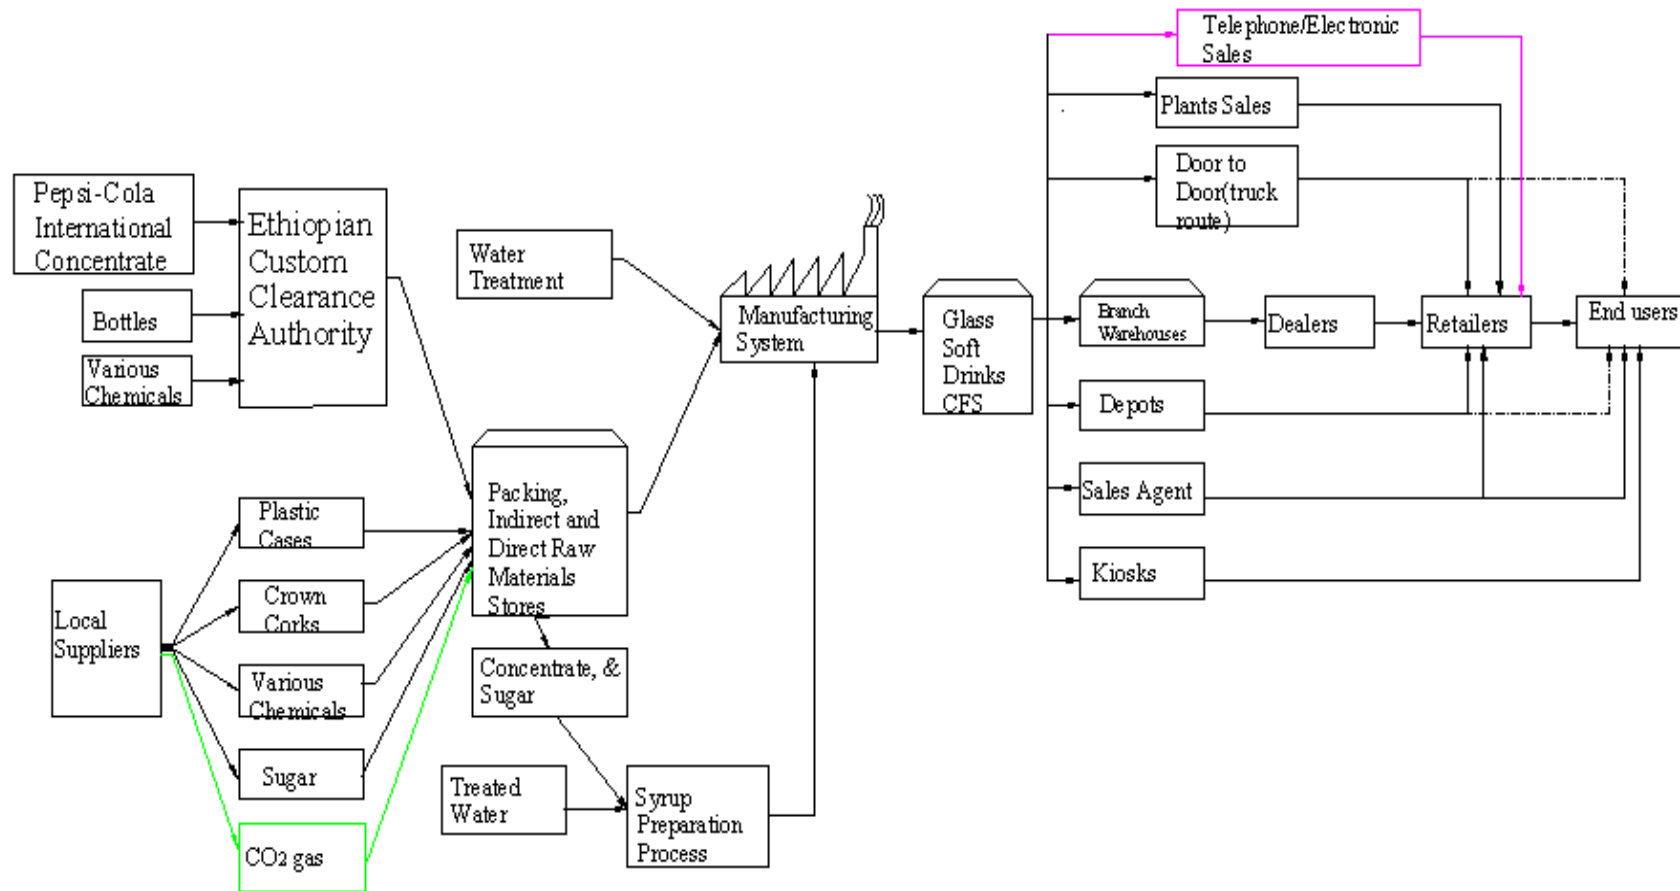 Telephone/Electronic
Sales
Plants Sales
Door to
Door(truck
route)
Pepsi-Cola
International
Concentrate
Bottles
Various
Chemicals
Ethiopian
Custom
Clearance
Authority
Water
Treatment
Manufacturing
System
Glass
Soft
Drinks
CFS
Branch
Warehouses
Dealers
Retailers
End users
Depots
Sales Agent
Kiosks
Packing,
Indirect and
Direct Raw
Materials
Stores
Plastic
Cases
Crown
Corks
Various
Chemicals
Sugar
CO2 gas
Local
Suppliers
Concentrate, &
Sugar
Treated
Water
Syrup
Preparation
Process